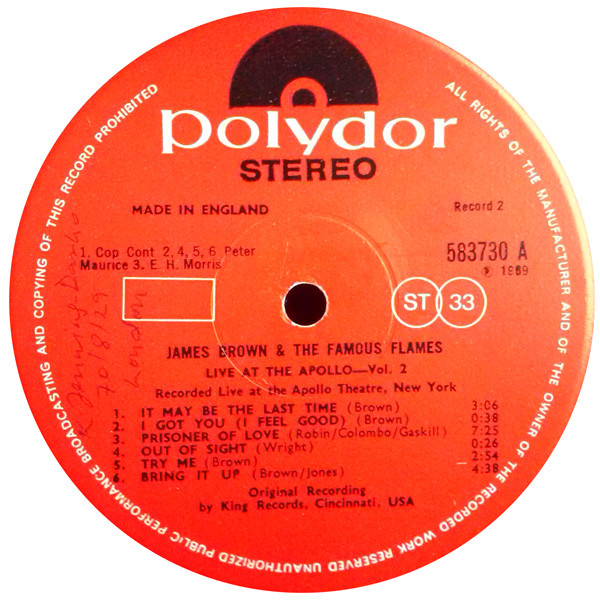 polydor
STEREO
MADE IN ENGLAND
Record 2
1. Cop Cont 2, 4, 5, 6 Peter
Maurice 3. E. H. Morris
583730 A
℗ 1969
ST 33
JAMES BROWN & THE FAMOUS FLAMES
LIVE AT THE APOLLO—Vol. 2
Recorded Live at the Apollo Theatre, New York
1. IT MAY BE THE LAST TIME (Brown) 3:06
2. I GOT YOU (I FEEL GOOD) (Brown) 0:38
3. PRISONER OF LOVE (Robin/Colombo/Gaskill) 7:25
4. OUT OF SIGHT (Wright) 0:26
5. TRY ME (Brown) 2:54
6. BRING IT UP (Brown/Jones) 4:38
Original Recording
by King Records, Cincinnati, USA
ALL RIGHTS OF THE MANUFACTURER AND OF THE OWNER OF THE RECORDED WORK RESERVED UNAUTHORIZED PUBLIC PERFORMANCE BROADCASTING AND COPYING OF THIS RECORD PROHIBITED
70/8/29
London